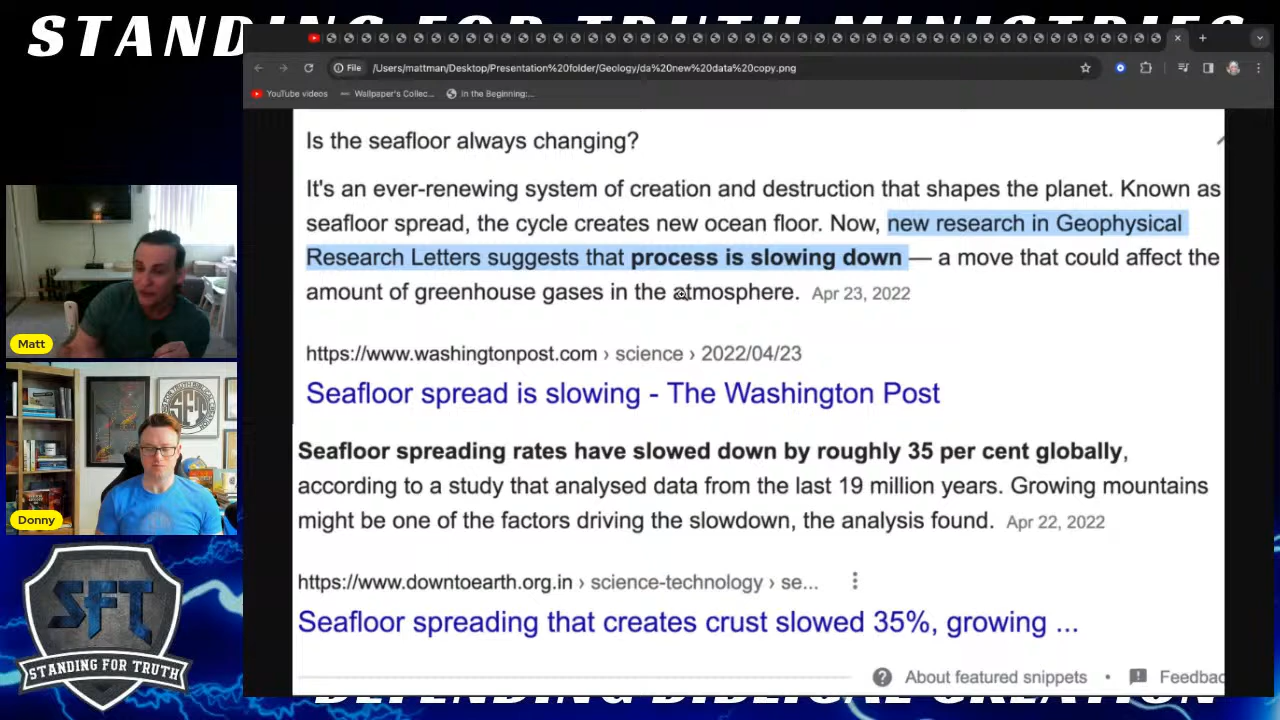 STANDING FOR TRUTH MINISTRIES
File
/Users/mattman/Desktop/Presentation%20folder/Geology/da%20new%20data%20copy.png
YouTube videos
Wallpaper's Collec...
In the Beginning:...
Is the seafloor always changing?
It's an ever-renewing system of creation and destruction that shapes the planet. Known as
seafloor spread, the cycle creates new ocean floor. Now, new research in Geophysical
Research Letters suggests that process is slowing down — a move that could affect the
amount of greenhouse gases in the atmosphere. Apr 23, 2022
https://www.washingtonpost.com › science › 2022/04/23
Seafloor spread is slowing - The Washington Post
Seafloor spreading rates have slowed down by roughly 35 per cent globally,
according to a study that analysed data from the last 19 million years. Growing mountains
might be one of the factors driving the slowdown, the analysis found. Apr 22, 2022
https://www.downtoearth.org.in › science-technology › se...
Seafloor spreading that creates crust slowed 35%, growing ...
About featured snippets • Feedbac
Matt
Donny
SFT
SFT
STANDING FOR TRUTH
DEFENDING BIBLICAL CREATION